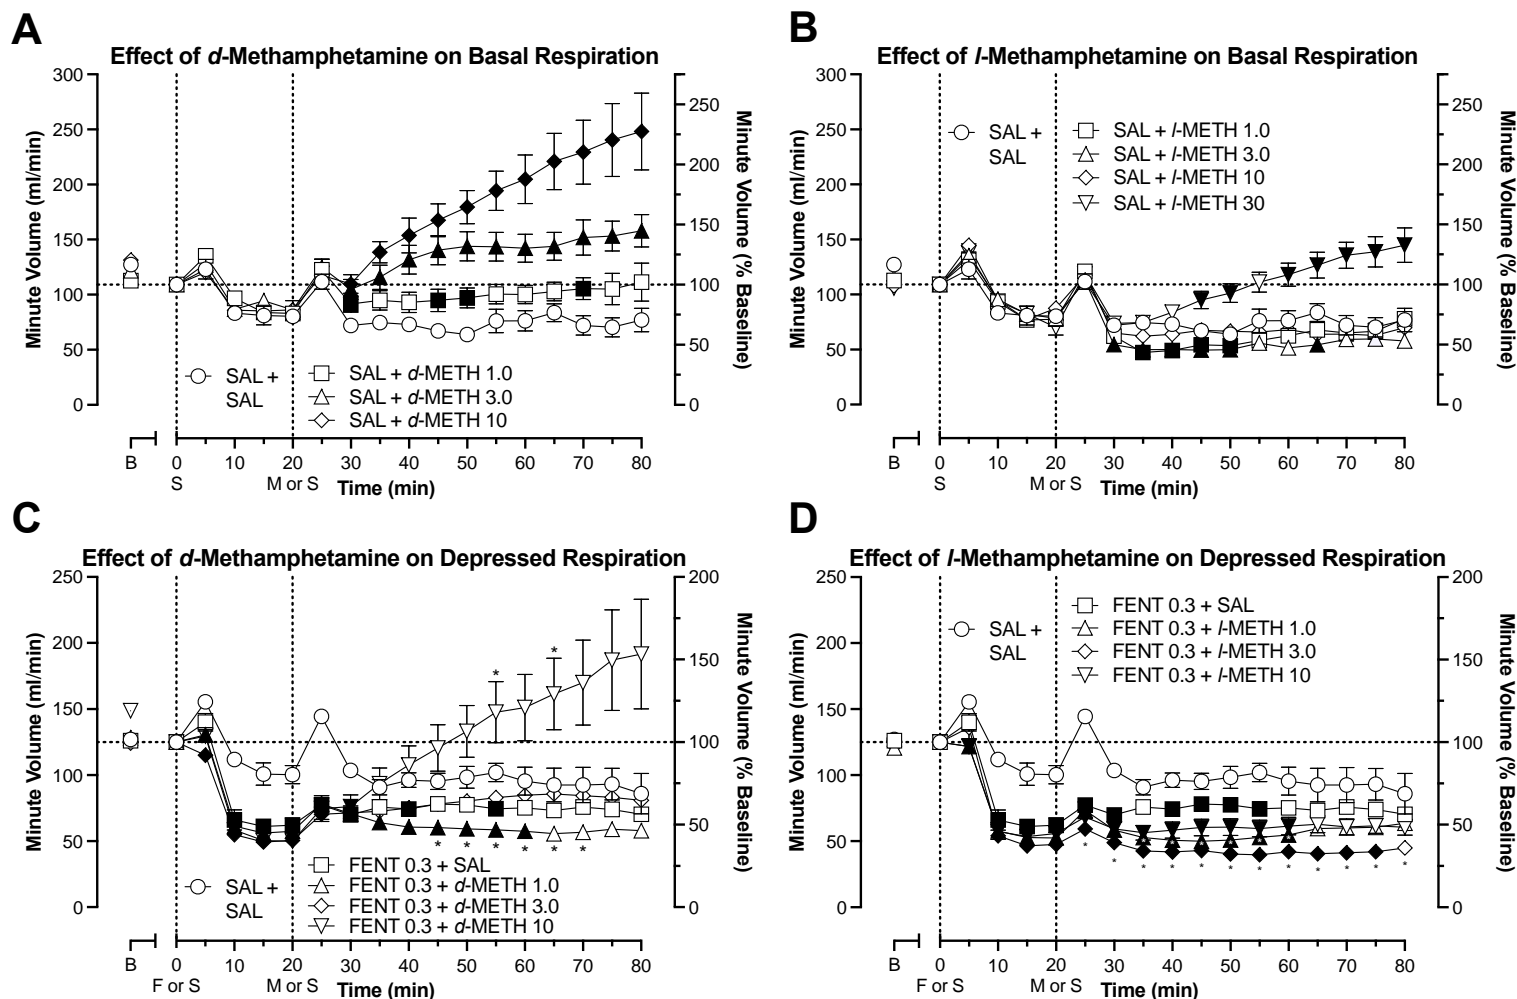 A
Effect of d-Methamphetamine on Basal Respiration
300
250
200
150
100
50
0
Minute Volume (ml/min)
250
200
150
100
50
0
Minute Volume (% Baseline)
SAL + SAL
SAL + d-METH 1.0
SAL + d-METH 3.0
SAL + d-METH 10
B 0 10 20 30 40 50 60 70 80
S M or S Time (min)
B
Effect of l-Methamphetamine on Basal Respiration
300
250
200
150
100
50
0
Minute Volume (ml/min)
250
200
150
100
50
0
Minute Volume (% Baseline)
SAL + SAL
SAL + l-METH 1.0
SAL + l-METH 3.0
SAL + l-METH 10
SAL + l-METH 30
B 0 10 20 30 40 50 60 70 80
S M or S Time (min)
C
Effect of d-Methamphetamine on Depressed Respiration
250
200
150
100
50
0
Minute Volume (ml/min)
200
150
100
50
0
Minute Volume (% Baseline)
* *
* * * * * *
SAL + SAL
FENT 0.3 + SAL
FENT 0.3 + d-METH 1.0
FENT 0.3 + d-METH 3.0
FENT 0.3 + d-METH 10
B 0 10 20 30 40 50 60 70 80
F or S M or S Time (min)
D
Effect of l-Methamphetamine on Depressed Respiration
250
200
150
100
50
0
Minute Volume (ml/min)
200
150
100
50
0
Minute Volume (% Baseline)
SAL + SAL
FENT 0.3 + SAL
FENT 0.3 + l-METH 1.0
FENT 0.3 + l-METH 3.0
FENT 0.3 + l-METH 10
* * * * * * * * * * * *
B 0 10 20 30 40 50 60 70 80
F or S M or S Time (min)